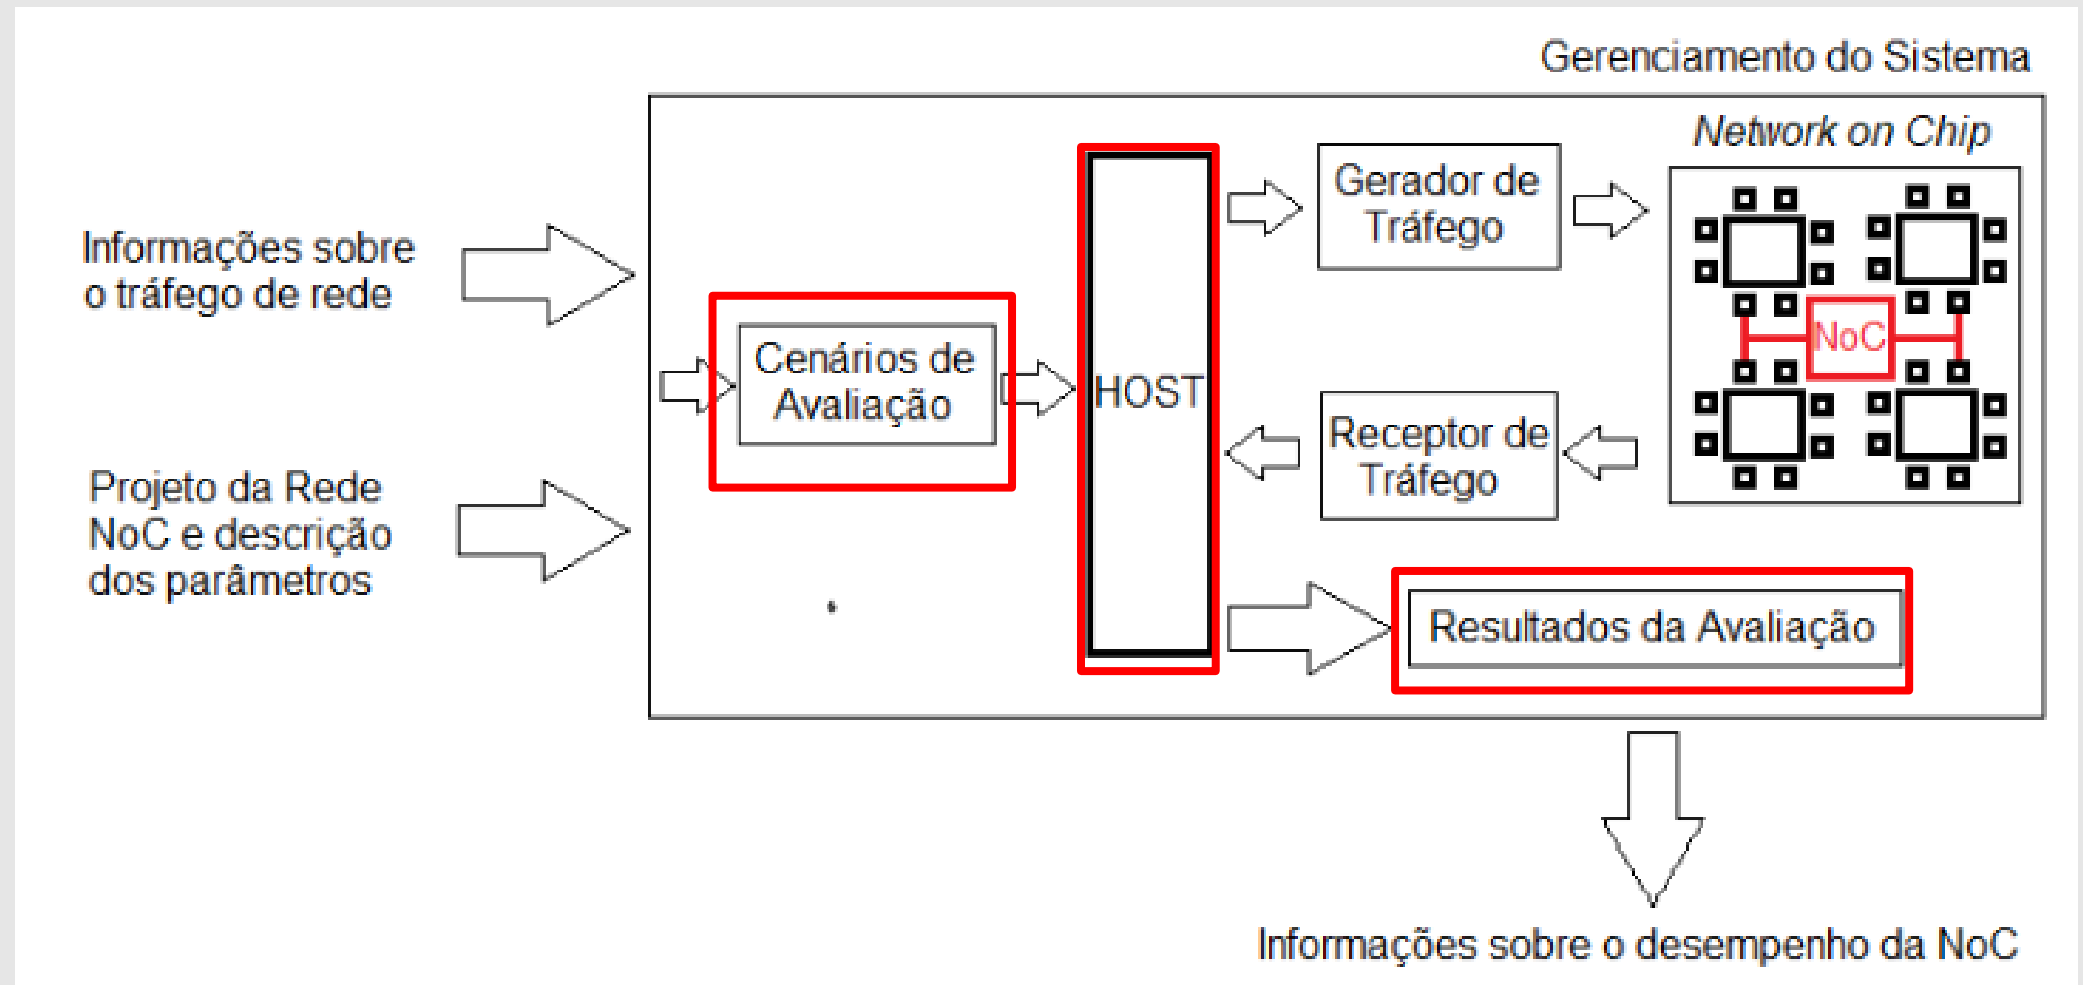 Gerenciamento do Sistema
Network on Chip
Informações sobre
o tráfego de rede
Projeto da Rede
NoC e descrição
dos parâmetros
Cenários de
Avaliação
HOST
Gerador de
Tráfego
NoC
Receptor de
Tráfego
Resultados da Avaliação
Informações sobre o desempenho da NoC